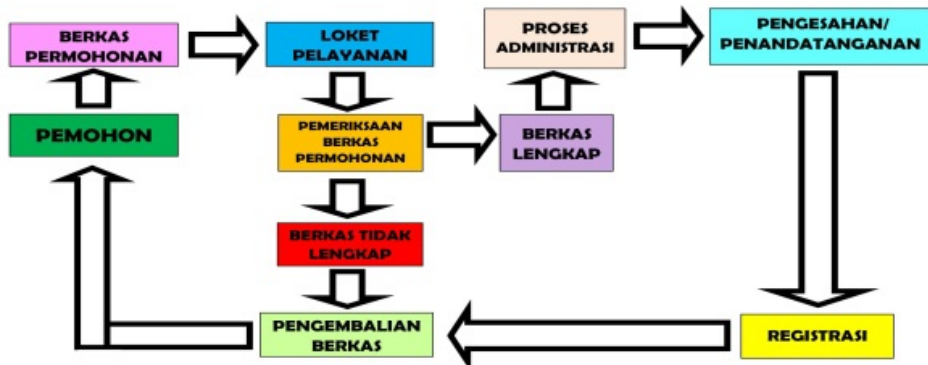 BERKAS
PERMOHONAN
LOKET
PELAYANAN
PROSES
ADMINISTRASI
PENGESAHAN/
PENANDATANGANAN
PEMOHON
PEMERIKSAAN
BERKAS
PERMOHONAN
BERKAS
LENGKAP
BERKAS TIDAK
LENGKAP
PENGEMBALIAN
BERKAS
REGISTRASI